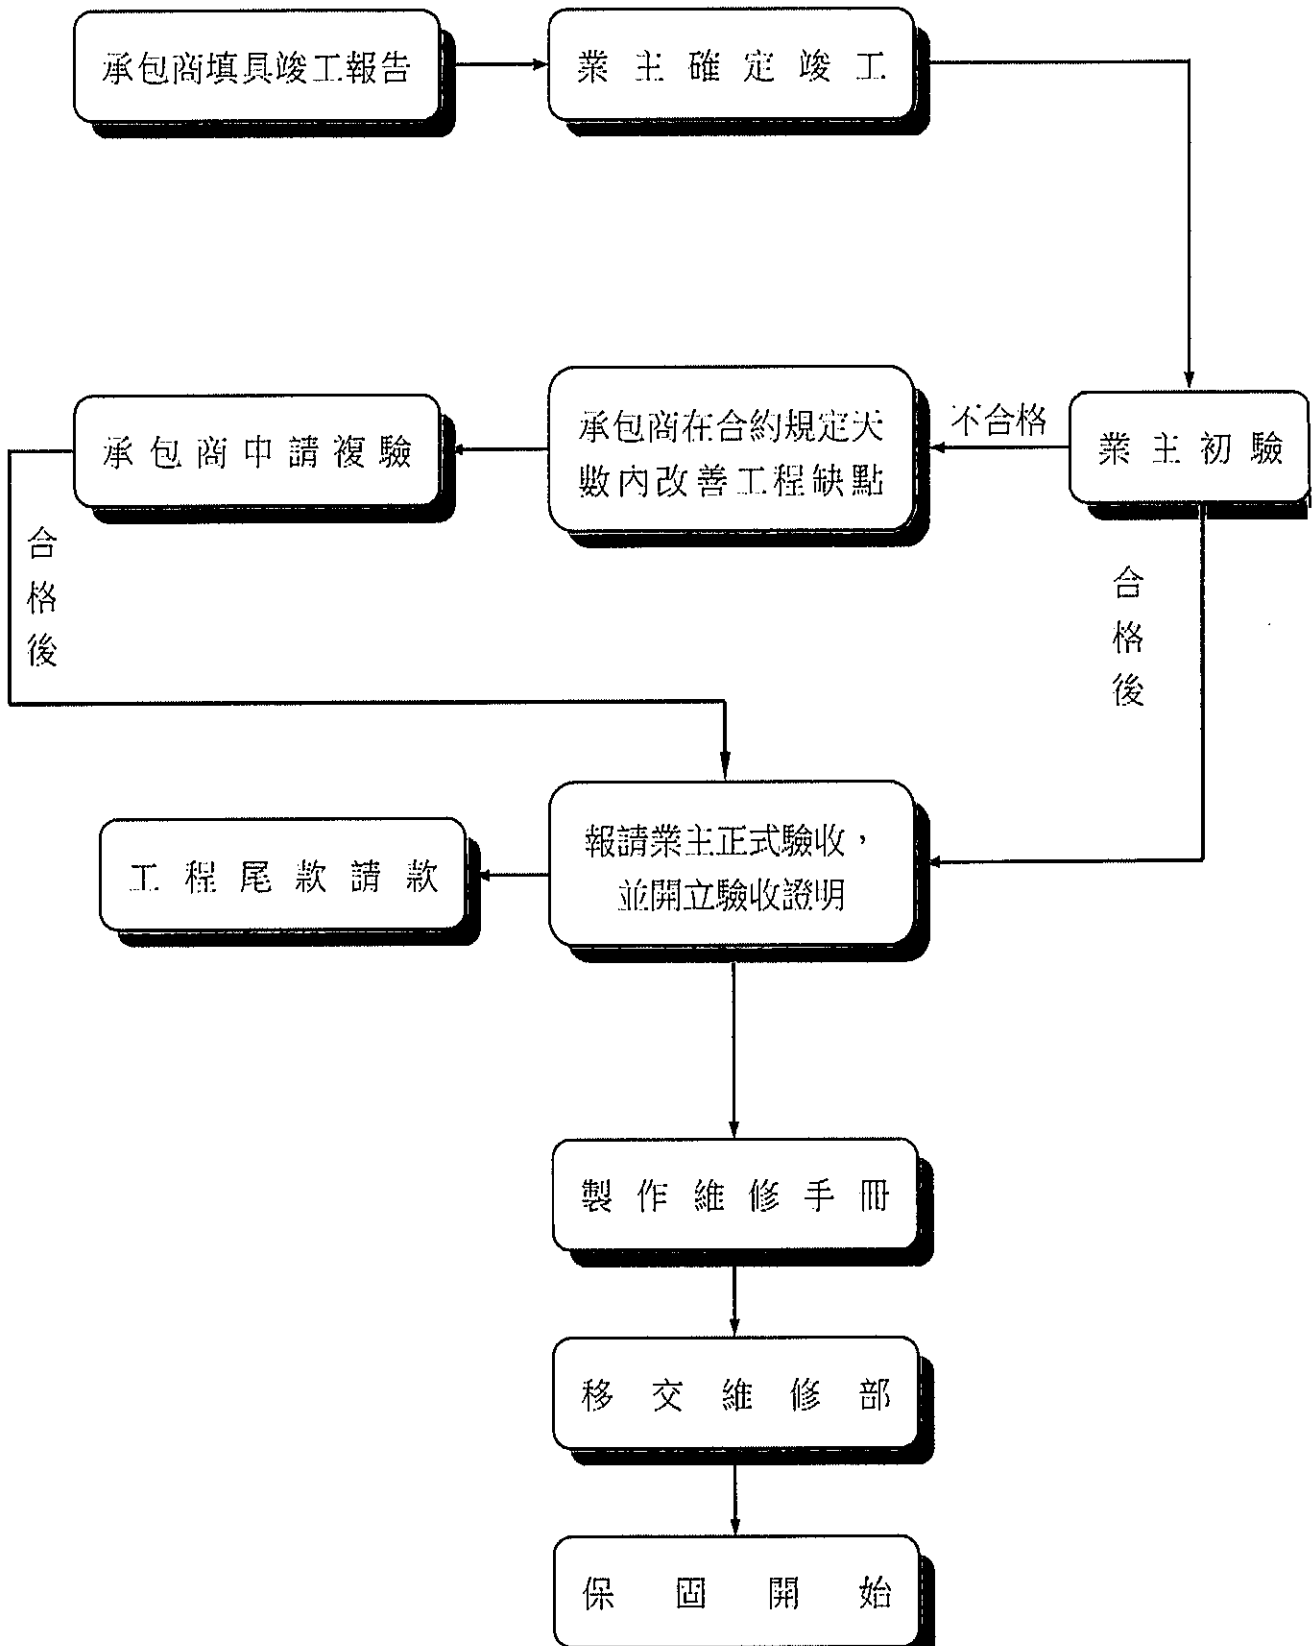 承包商填具竣工報告
業主確定竣工
業主初驗
不合格
承包商在合約規定天
數內改善工程缺點
承包商申請複驗
合格後
合格後
報請業主正式驗收，
並開立驗收證明
工程尾款請款
製作維修手冊
移交維修部
保固開始